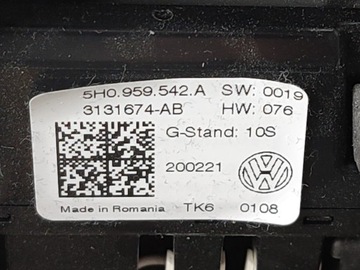 5H0.959.542.A SW: 0019
3131674-AB HW: 076
G-Stand: 10S
200221
Made in Romania TK6 0108